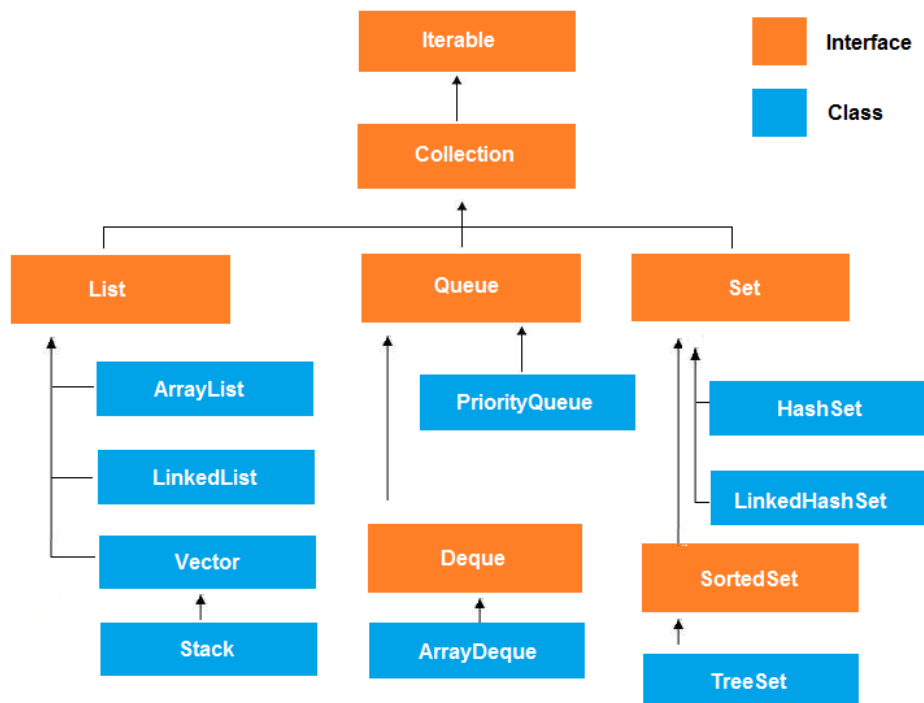 Iterable
Interface
Class
Collection
List
Queue
Set
ArrayList
PriorityQueue
HashSet
LinkedList
LinkedHashSet
Vector
Deque
SortedSet
Stack
ArrayDeque
TreeSet